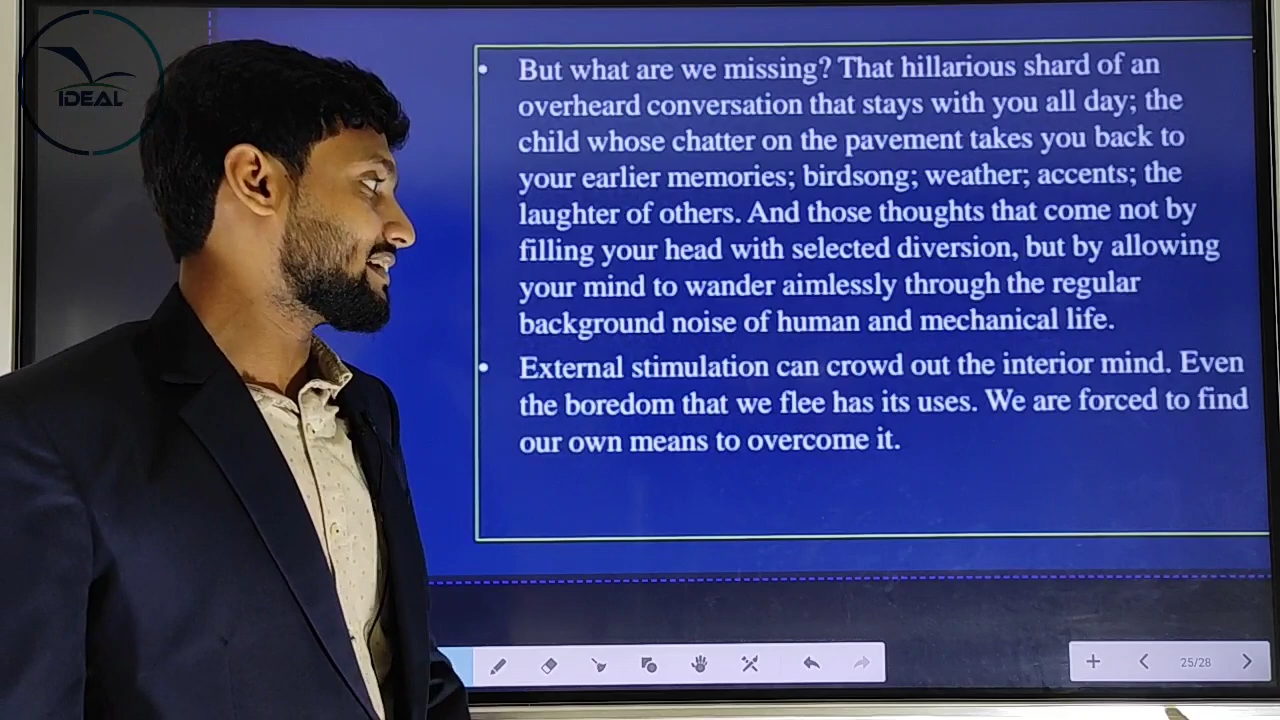 IDEAL
• But what are we missing? That hillarious shard of an
overheard conversation that stays with you all day; the
child whose chatter on the pavement takes you back to
your earlier memories; birdsong; weather; accents; the
laughter of others. And those thoughts that come not by
filling your head with selected diversion, but by allowing
your mind to wander aimlessly through the regular
background noise of human and mechanical life.
• External stimulation can crowd out the interior mind. Even
the boredom that we flee has its uses. We are forced to find
our own means to overcome it.
25/28